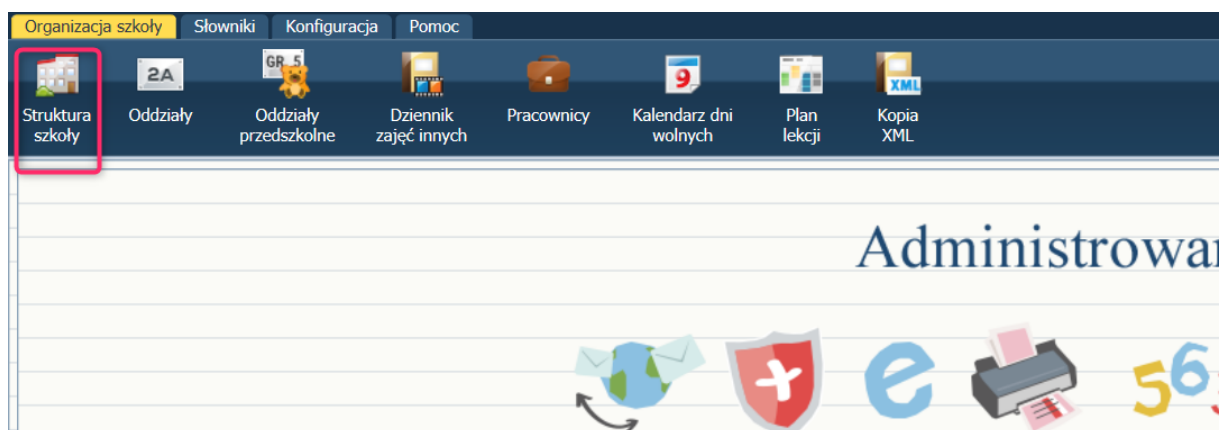 Organizacja szkoły Słowniki Konfiguracja Pomoc
GR 5
2A
9
XML
Struktura szkoły
Oddziały
Oddziały przedszkolne
Dziennik zajęć innych
Pracownicy
Kalendarz dni wolnych
Plan lekcji
Kopia XML
Administrowa
e
56